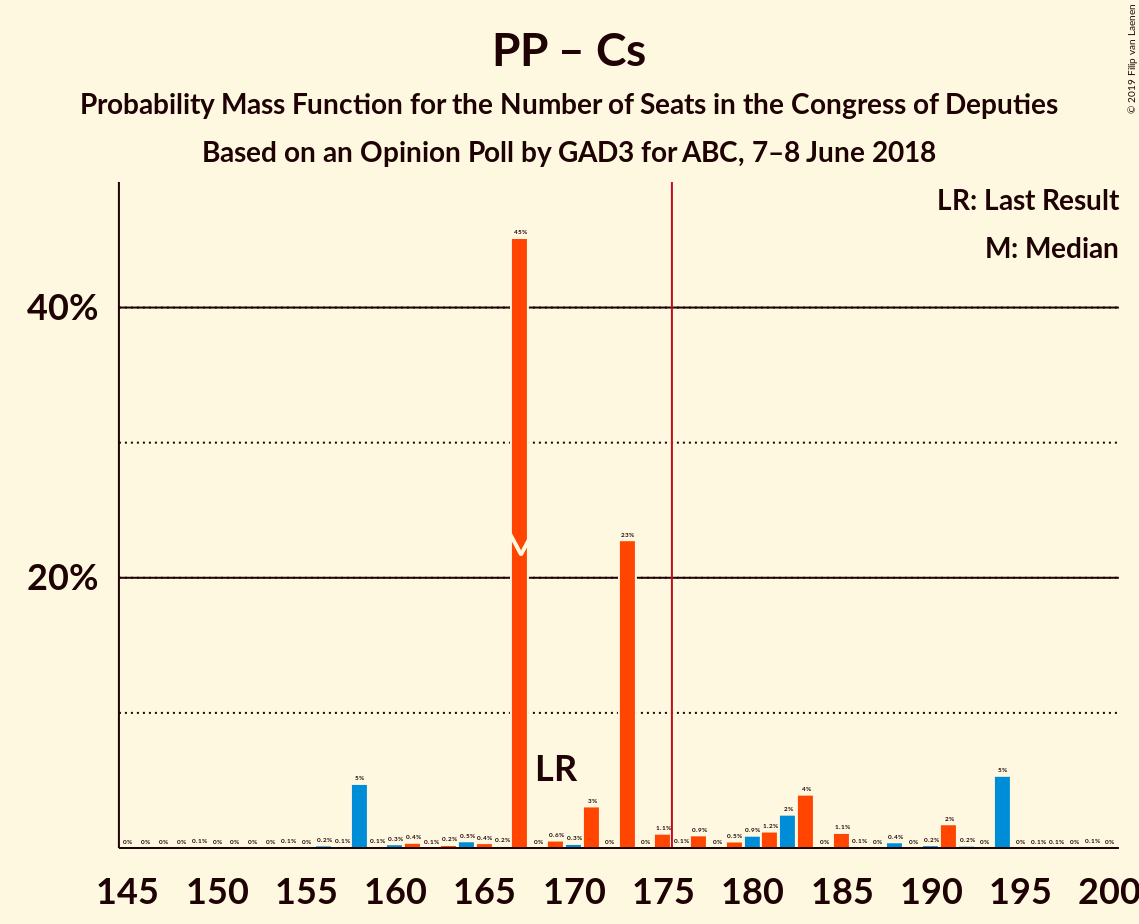 PP – Cs
Probability Mass Function for the Number of Seats in the Congress of Deputies
Based on an Opinion Poll by GAD3 for ABC, 7–8 June 2018
© 2019 Filip van Laenen
LR: Last Result
M: Median
40%
20%
45%
23%
M
LR
0% 0% 0% 0% 0.1% 0% 0% 0% 0% 0.1% 0% 0.2% 0.1% 5% 0.1% 0.3% 0.4% 0.1% 0.2% 0.5% 0.4% 0.2% 0% 0.6% 0.3% 3% 0% 0% 1.1% 0.1% 0.9% 0% 0.5% 0.9% 1.2% 2% 4% 0% 1.1% 0.1% 0% 0.4% 0% 0.2% 2% 0.2% 0% 5% 0% 0.1% 0.1% 0% 0.1% 0%
145 150 155 160 165 170 175 180 185 190 195 200